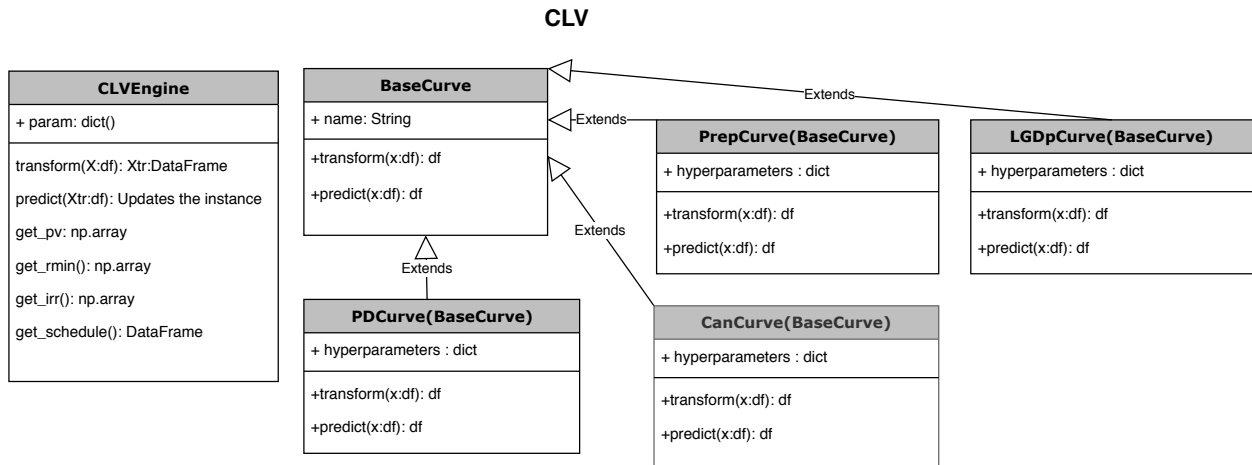 CLV
CLVEngine
+ param: dict()
transform(X:df): Xtr:DataFrame
predict(Xtr:df): Updates the instance
get_pv: np.array
get_rmin(): np.array
get_irr(): np.array
get_schedule(): DataFrame
BaseCurve
+ name: String
+transform(x:df): df
+predict(x:df): df
Extends
Extends
Extends
Extends
PrepCurve(BaseCurve)
+ hyperparameters : dict
+transform(x:df): df
+predict(x:df): df
LGDpCurve(BaseCurve)
+ hyperparameters : dict
+transform(x:df): df
+predict(x:df): df
PDCurve(BaseCurve)
+ hyperparameters : dict
+transform(x:df): df
+predict(x:df): df
CanCurve(BaseCurve)
+ hyperparameters : dict
+transform(x:df): df
+predict(x:df): df